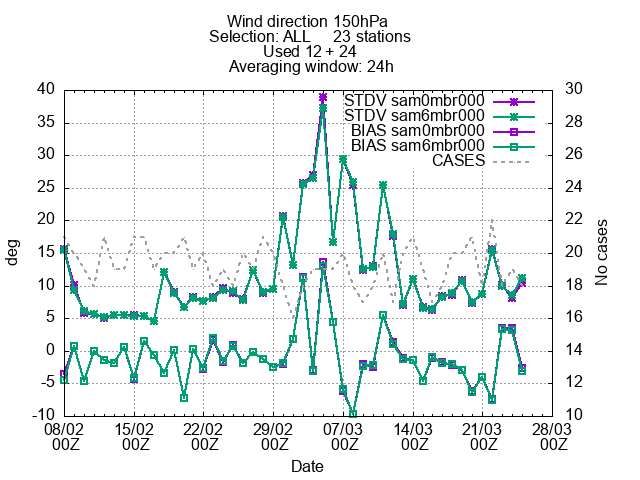 Wind direction 150hPa
Selection: ALL 23 stations
Used 12 + 24
Averaging window: 24h
STDV sam0mbr000
STDV sam6mbr000
BIAS sam0mbr000
BIAS sam6mbr000
CASES
40
35
30
25
20
15
10
5
0
-5
-10
deg
30
28
26
24
22
20
18
16
14
12
10
No cases
08/02 15/02 22/02 29/02 07/03 14/03 21/03 28/03
00Z 00Z 00Z 00Z 00Z 00Z 00Z 00Z
Date